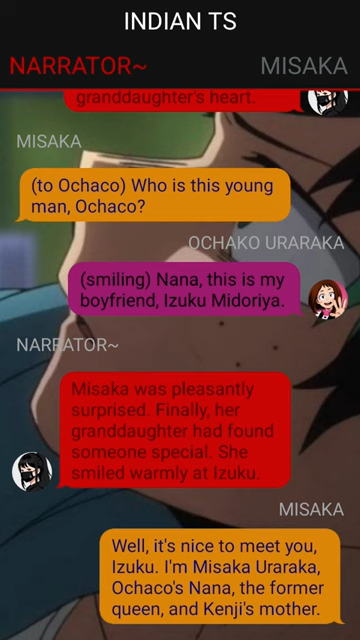 INDIAN TS
NARRATOR~ MISAKA
granddaughter's heart.
MISAKA
(to Ochaco) Who is this young
man, Ochaco?
OCHAKO URARAKA
(smiling) Nana, this is my
boyfriend, Izuku Midoriya.
NARRATOR~
Misaka was pleasantly
surprised. Finally, her
granddaughter had found
someone special. She
smiled warmly at Izuku.
MISAKA
Well, it's nice to meet you,
Izuku. I'm Misaka Uraraka,
Ochaco's Nana, the former
queen, and Kenji's mother.